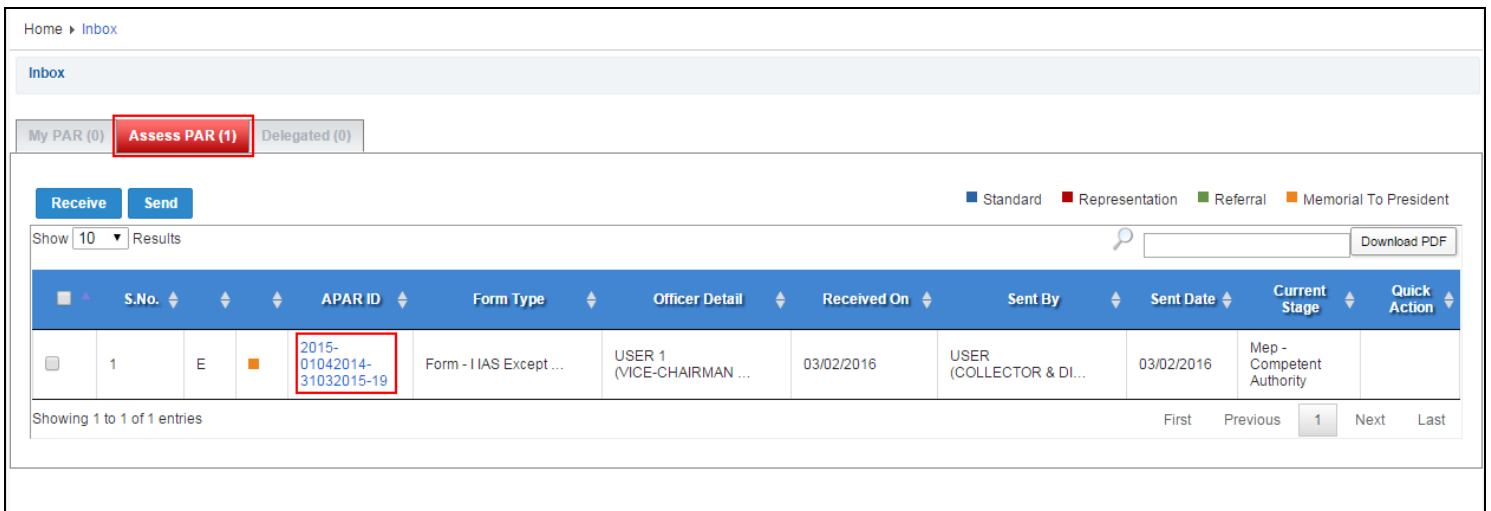 Home Inbox
Inbox
My PAR (0) Assess PAR (1) Delegated (0)
Receive Send Standard Representation Referral Memorial To President
Show 10 Results Download PDF
S.No. APAR ID Form Type Officer Detail Received On Sent By Sent Date Current Stage Quick Action
1 E 2015-01042014-31032015-19 Form - I IAS Except ... USER 1 (VICE-CHAIRMAN ... 03/02/2016 USER (COLLECTOR & DI... 03/02/2016 Mep - Competent Authority
Showing 1 to 1 of 1 entries First Previous 1 Next Last